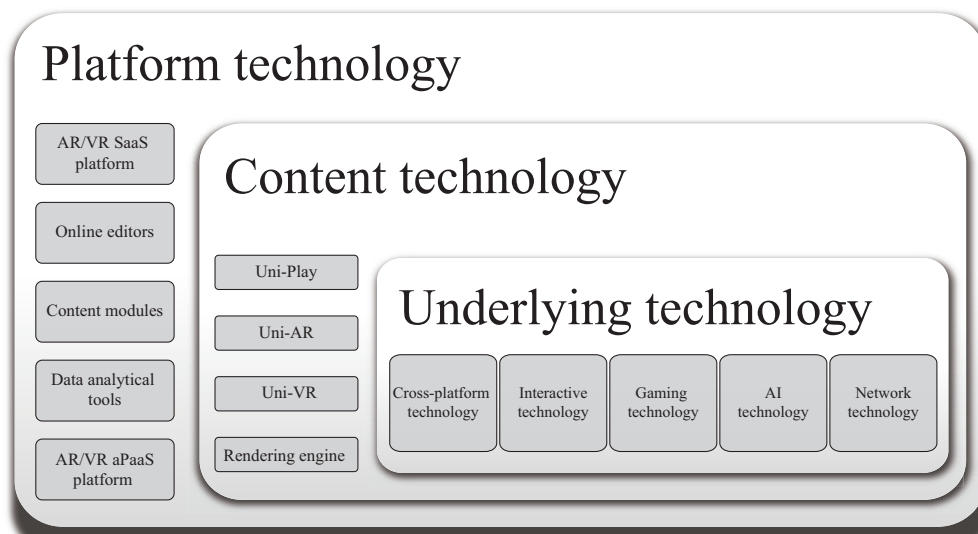 Platform technology
AR/VR SaaS
platform
Online editors
Content modules
Data analytical
tools
AR/VR aPaaS
platform
Content technology
Uni-Play
Uni-AR
Uni-VR
Rendering engine
Underlying technology
Cross-platform
technology
Interactive
technology
Gaming
technology
AI
technology
Network
technology